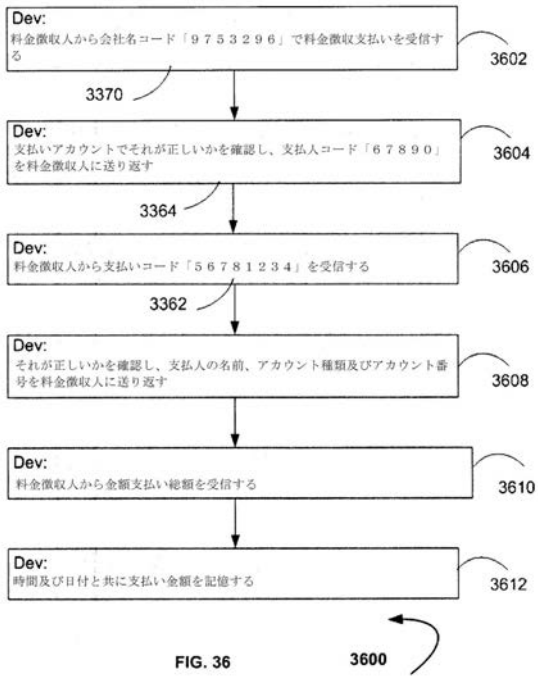 Dev:
料金徴収人から会社名コード「９７５３２９６」で料金徴収支払いを受信す
る
3602
3370
Dev:
支払いアカウントでそれが正しいかを確認し、支払人コード「６７８９０」
を料金徴収人に送り返す
3604
3364
Dev:
料金徴収人から支払いコード「５６７８１２３４」を受信する
3606
3362
Dev:
それが正しいかを確認し、支払人の名前、アカウント種類及びアカウント番
号を料金徴収人に送り返す
3608
Dev:
料金徴収人から金額支払い総額を受信する
3610
Dev:
時間及び日付と共に支払い金額を記憶する
3612
FIG. 36
3600